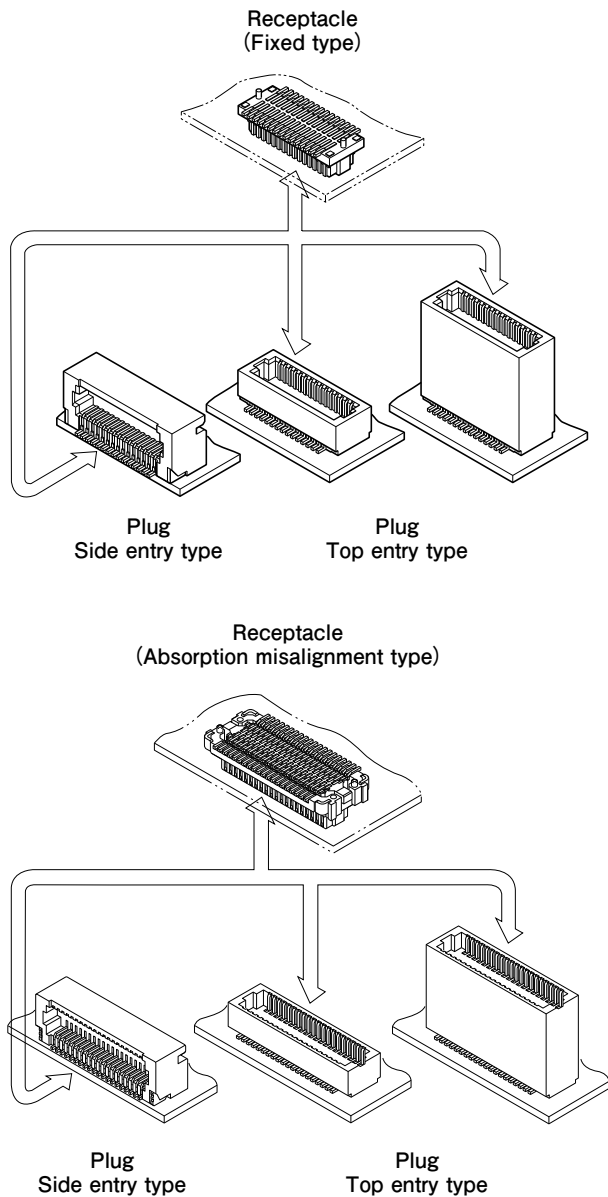 Receptacle
(Fixed type)
Plug
Side entry type
Plug
Top entry type
Receptacle
(Absorption misalignment type)
Plug
Side entry type
Plug
Top entry type